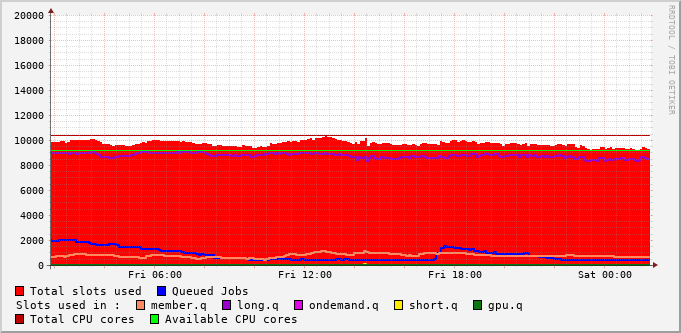 20000
18000
16000
14000
12000
10000
8000
6000
4000
2000
0
Fri 06:00 Fri 12:00 Fri 18:00 Sat 00:00
Total slots used Queued Jobs
Slots used in : member.q long.q ondemand.q short.q gpu.q
Total CPU cores Available CPU cores
RRDTOOL / TOBI OETIKER